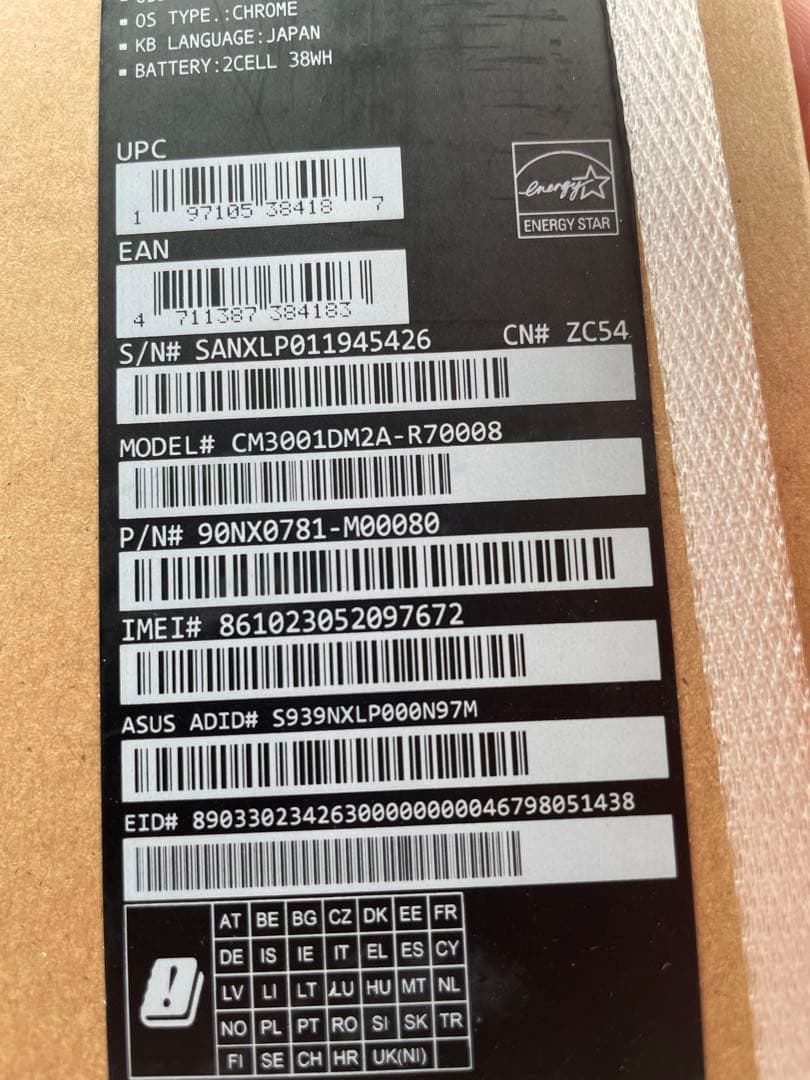 ▪ OS TYPE.:CHROME
▪ KB LANGUAGE:JAPAN
▪ BATTERY:2CELL 38WH
UPC
1 97105 38418 7
energy
ENERGY STAR
EAN
4 711387 384183
S/N# SANXLP011945426 CN# ZC54
MODEL# CM3001DM2A-R70008
P/N# 90NX0781-M00080
IMEI# 861023052097672
ASUS ADID# S939NXLP000N97M
EID# 89033023426300000000046798051438
AT BE BG CZ DK EE FR
DE IS IE IT EL ES CY
LV LI LT LU HU MT NL
NO PL PT RO SI SK TR
FI SE CH HR UK(NI)